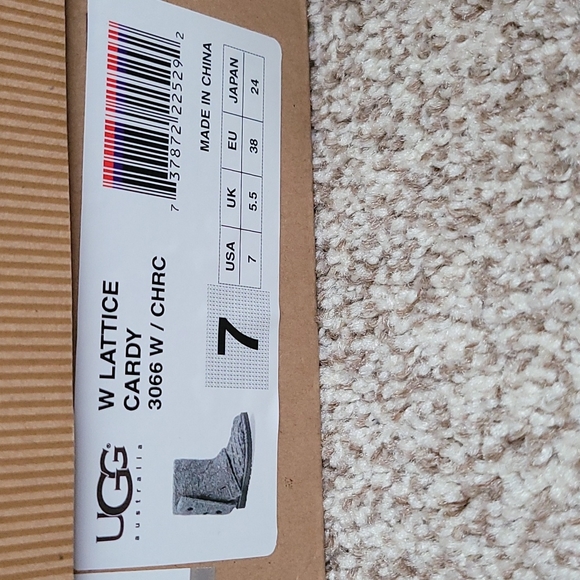 UGG
australia
W LATTICE
CARDY
3066 W / CHRC
7
USA UK EU JAPAN
7 5.5 38 24
MADE IN CHINA
7 37872 22529 2